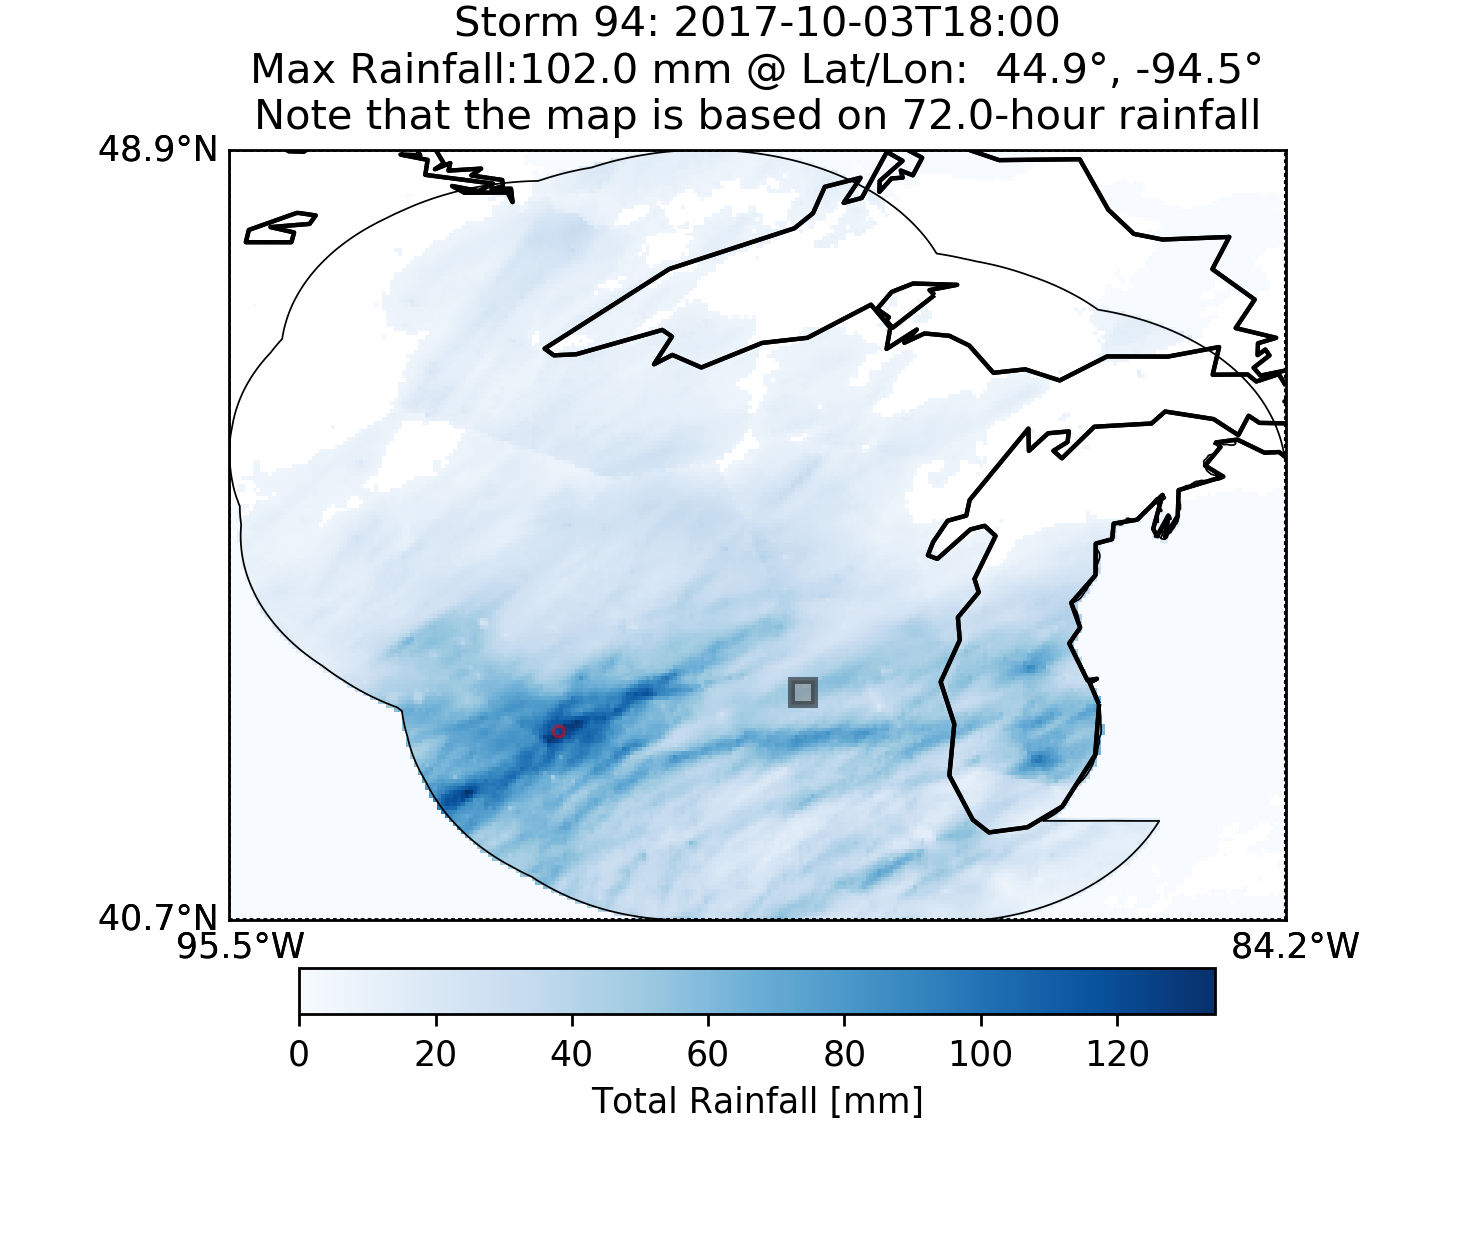 Storm 94: 2017-10-03T18:00
Max Rainfall:102.0 mm @ Lat/Lon:  44.9°, -94.5°
Note that the map is based on 72.0-hour rainfall
48.9°N
40.7°N
95.5°W 84.2°W
0 20 40 60 80 100 120
Total Rainfall [mm]